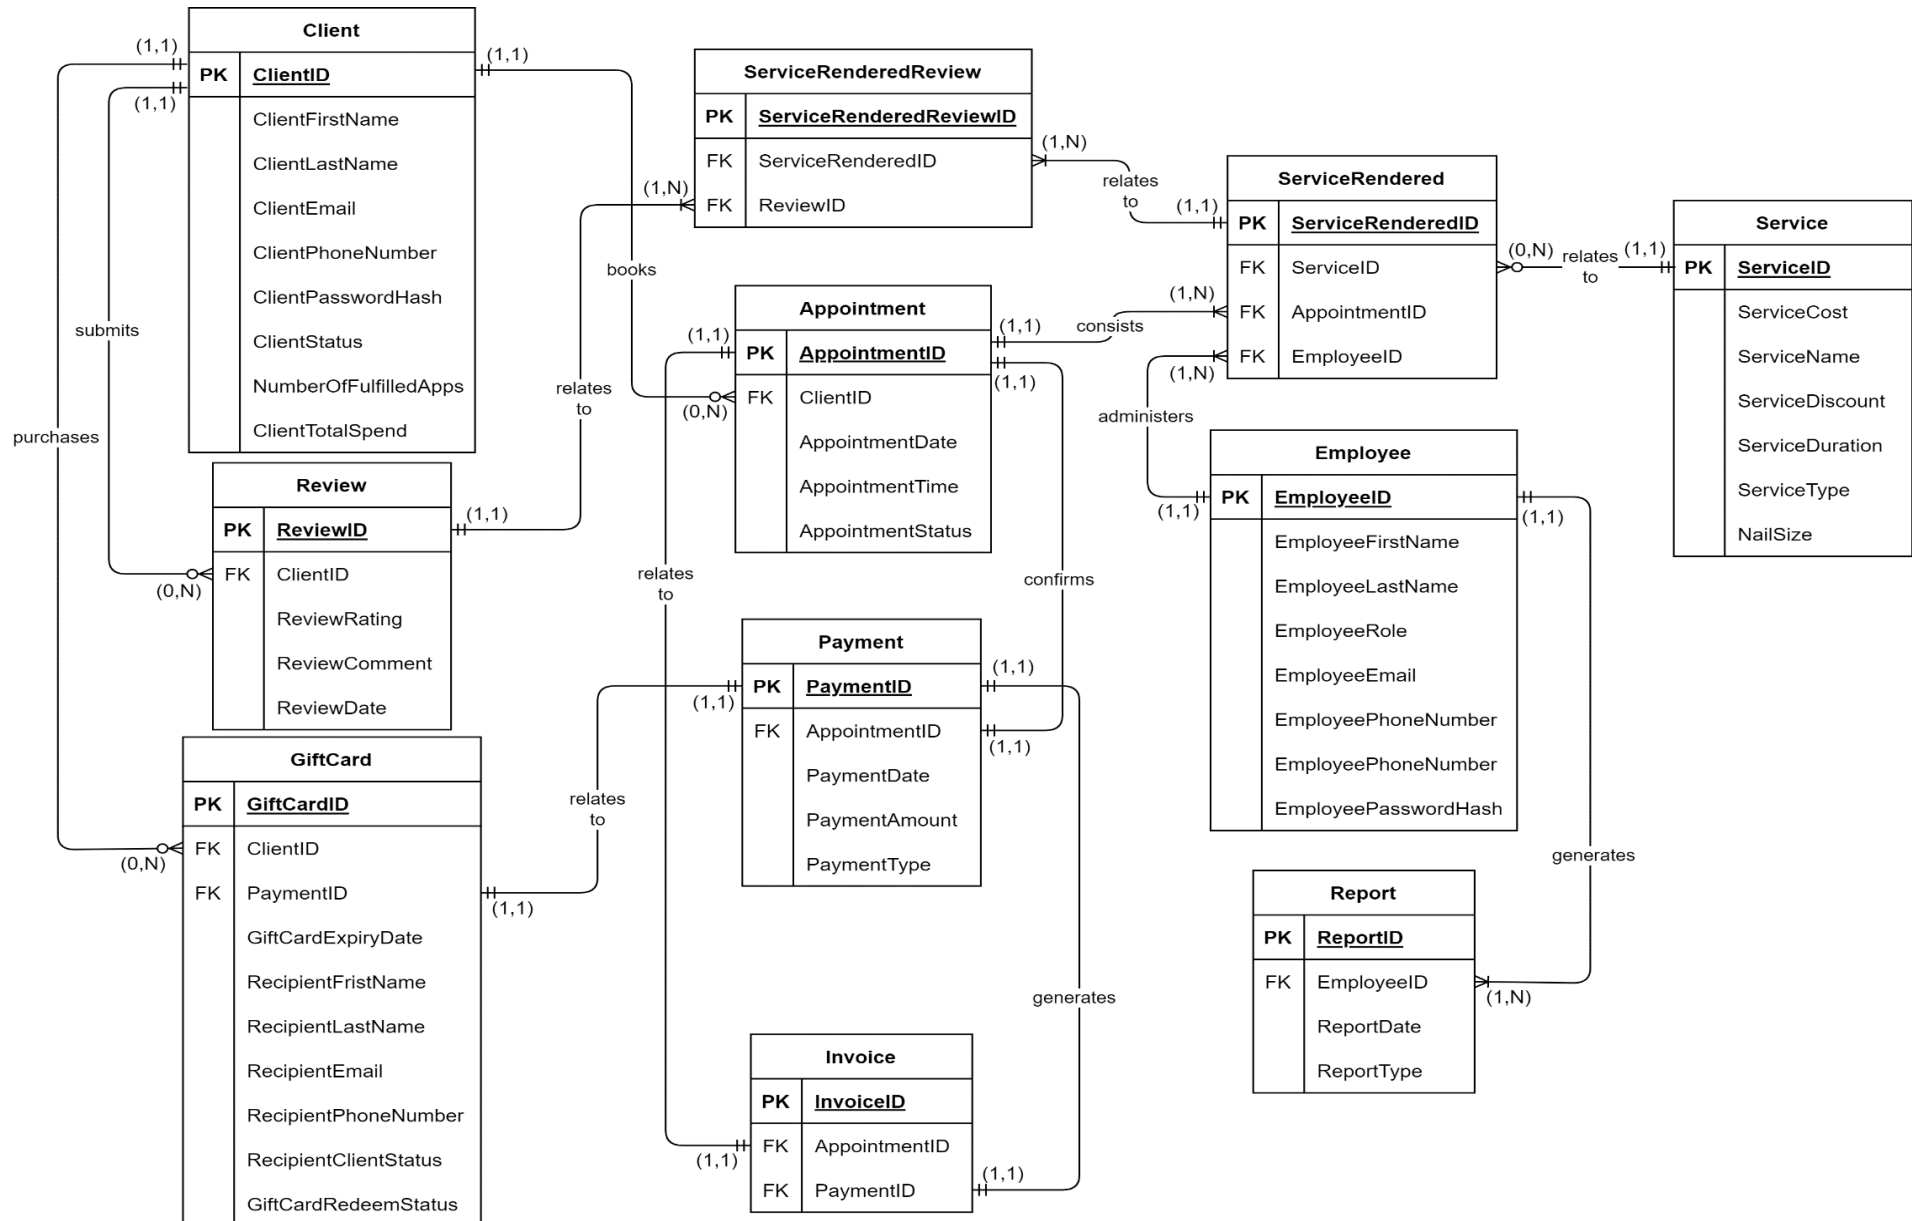 Client
PK ClientID
ClientFirstName
ClientLastName
ClientEmail
ClientPhoneNumber
ClientPasswordHash
ClientStatus
NumberOfFulfilledApps
ClientTotalSpend
(1,1)
(1,1)
(1,1)
purchases
submits
books
Review
PK ReviewID
FK ClientID
ReviewRating
ReviewComment
ReviewDate
(0,N)
(1,1)
relates
to
(1,N)
GiftCard
PK GiftCardID
FK ClientID
FK PaymentID
GiftCardExpiryDate
RecipientFristName
RecipientLastName
RecipientEmail
RecipientPhoneNumber
RecipientClientStatus
GiftCardRedeemStatus
(0,N)
(1,1)
relates
to
(1,1)
ServiceRenderedReview
PK ServiceRenderedReviewID
FK ServiceRenderedID
FK ReviewID
(1,N)
relates
to
(1,1)
Appointment
PK AppointmentID
FK ClientID
AppointmentDate
AppointmentTime
AppointmentStatus
(1,1)
(0,N)
(1,1)
(1,1)
consists
(1,N)
relates
to
confirms
Payment
PK PaymentID
FK AppointmentID
PaymentDate
PaymentAmount
PaymentType
(1,1)
(1,1)
generates
Invoice
PK InvoiceID
FK AppointmentID
FK PaymentID
(1,1)
(1,1)
ServiceRendered
PK ServiceRenderedID
FK ServiceID
FK AppointmentID
FK EmployeeID
(0,N)
relates
to
(1,1)
(1,N)
administers
(1,1)
Service
PK ServiceID
ServiceCost
ServiceName
ServiceDiscount
ServiceDuration
ServiceType
NailSize
Employee
PK EmployeeID
EmployeeFirstName
EmployeeLastName
EmployeeRole
EmployeeEmail
EmployeePhoneNumber
EmployeePhoneNumber
EmployeePasswordHash
(1,1)
generates
Report
PK ReportID
FK EmployeeID
ReportDate
ReportType
(1,N)